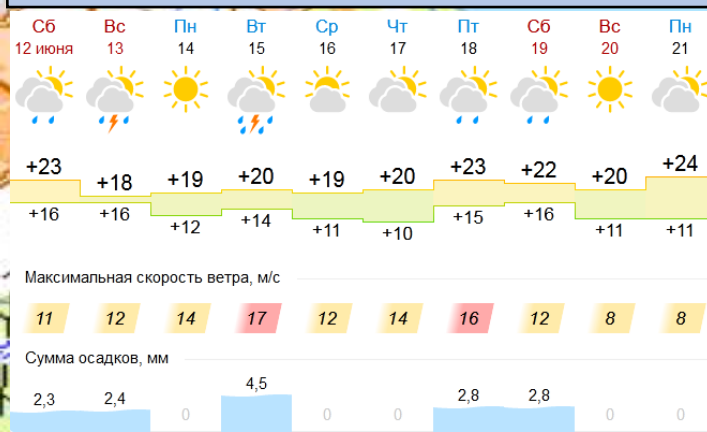 Сб Вс Пн Вт Ср Чт Пт Сб Вс Пн
12 июня 13 14 15 16 17 18 19 20 21
+23 +18 +19 +20 +19 +20 +23 +22 +20 +24
+16 +16 +12 +14 +11 +10 +15 +16 +11 +11
Максимальная скорость ветра, м/с
11 12 14 17 12 14 16 12 8 8
Сумма осадков, мм
2,3 2,4 0 4,5 0 0 2,8 2,8 0 0